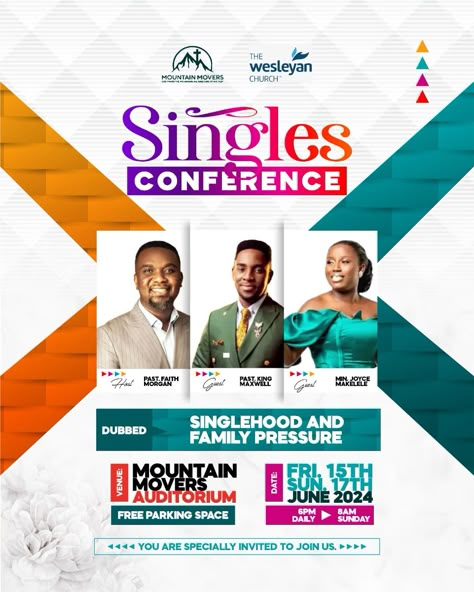 MOUNTAIN MOVERS
THE
wesleyan
CHURCH
Singles
CONFERENCE
Host
PAST. FAITH
MORGAN
Guest
PAST. KING
MAXWELL
Guest
MIN. JOYCE
MAKELELE
DUBBED
SINGLEHOOD AND
FAMILY PRESSURE
VENUE:
MOUNTAIN
MOVERS
AUDITORIUM
FREE PARKING SPACE
DATE:
FRI. 15TH
SUN. 17TH
JUNE 2024
6PM
DAILY
8AM
SUNDAY
YOU ARE SPECIALLY INVITED TO JOIN US.